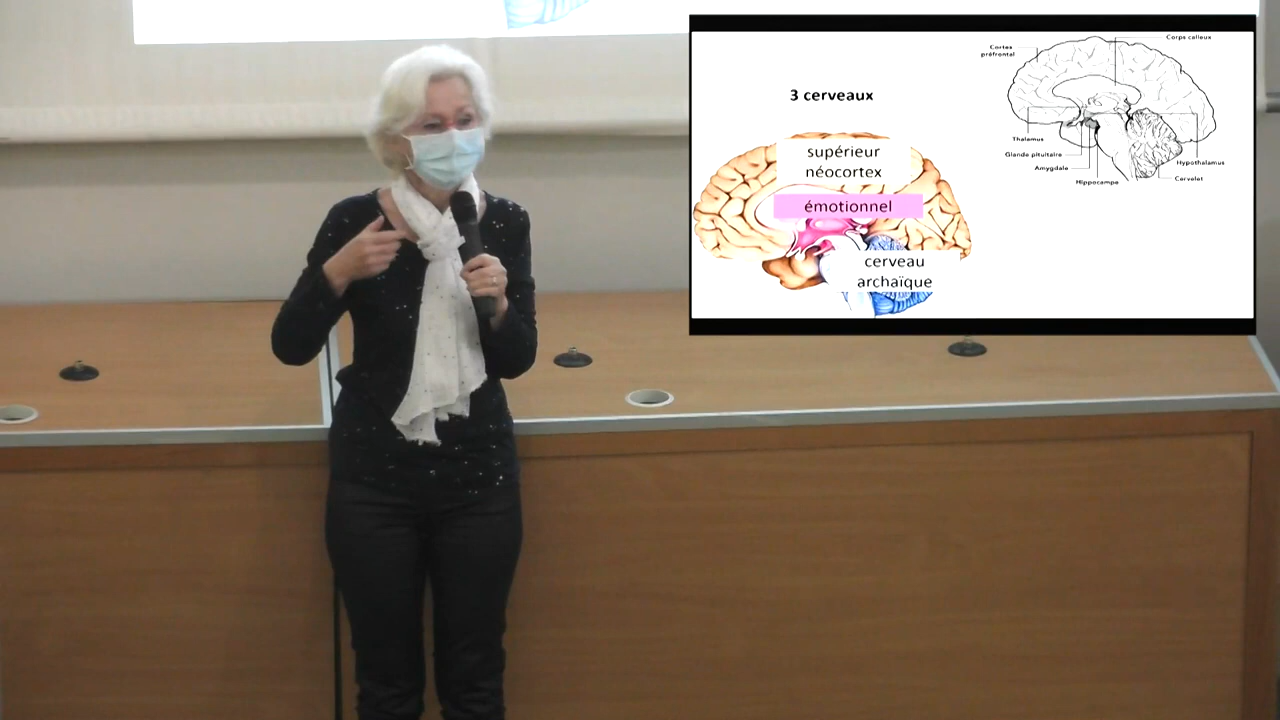 3 cerveaux
supérieur
néocortex
émotionnel
cerveau
archaïque
Corps calleux
Cortex
préfrontal
Thalamus
Glande pituitaire
Amygdale
Hippocampe
Hypothalamus
Cervelet